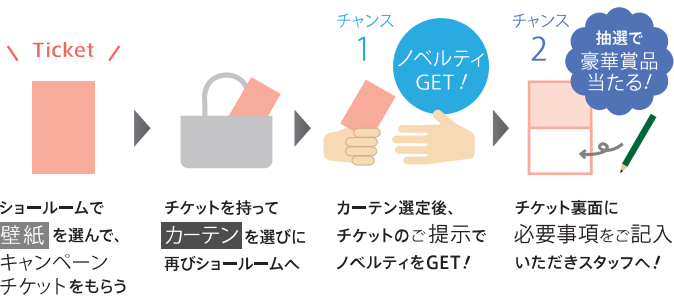 Ticket
ショールームで
壁紙を選んで、
キャンペーン
チケットをもらう
チケットを持って
カーテンを選びに
再びショールームへ
チャンス
1
ノベルティ
GET!
カーテン選定後、
チケットのご提示で
ノベルティをGET!
チャンス
2
抽選で
豪華賞品
当たる!
チケット裏面に
必要事項をご記入
いただきスタッフへ!